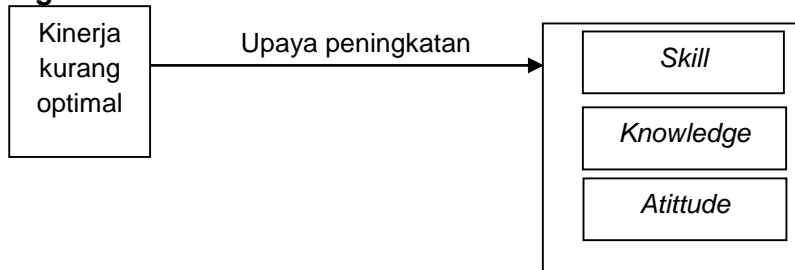 Kinerja
kurang
optimal
Upaya peningkatan
Skill
Knowledge
Atittude